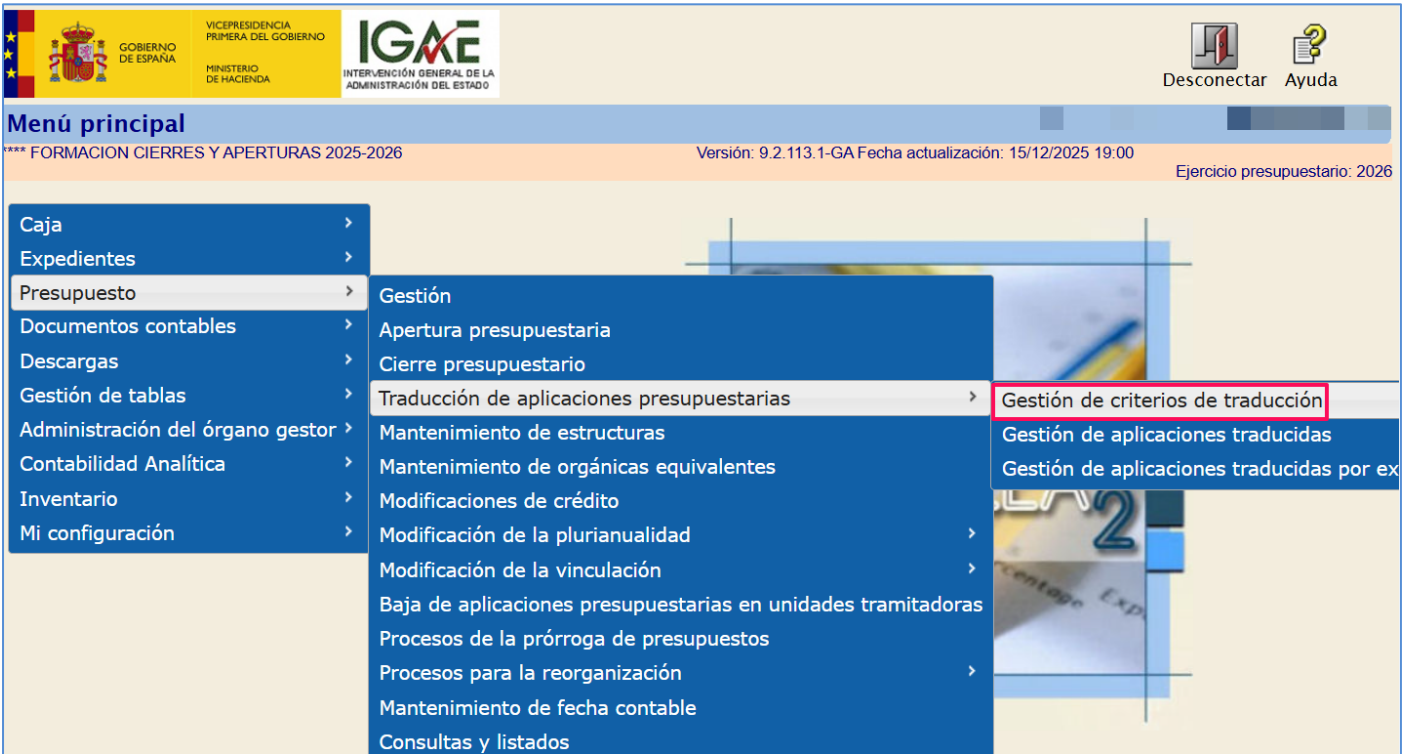 GOBIERNO
DE ESPAÑA
VICEPRESIDENCIA
PRIMERA DEL GOBIERNO
MINISTERIO
DE HACIENDA
IGAE
INTERVENCIÓN GENERAL DE LA
ADMINISTRACIÓN DEL ESTADO
Desconectar Ayuda
Menú principal
**** FORMACION CIERRES Y APERTURAS 2025-2026 Versión: 9.2.113.1-GA Fecha actualización: 15/12/2025 19:00
Ejercicio presupuestario: 2026
Caja
Expedientes
Presupuesto
Documentos contables
Descargas
Gestión de tablas
Administración del órgano gestor
Contabilidad Analítica
Inventario
Mi configuración
Gestión
Apertura presupuestaria
Cierre presupuestario
Traducción de aplicaciones presupuestarias
Mantenimiento de estructuras
Mantenimiento de orgánicas equivalentes
Modificaciones de crédito
Modificación de la plurianualidad
Modificación de la vinculación
Baja de aplicaciones presupuestarias en unidades tramitadoras
Procesos de la prórroga de presupuestos
Procesos para la reorganización
Mantenimiento de fecha contable
Consultas y listados
Gestión de criterios de traducción
Gestión de aplicaciones traducidas
Gestión de aplicaciones traducidas por ex
2